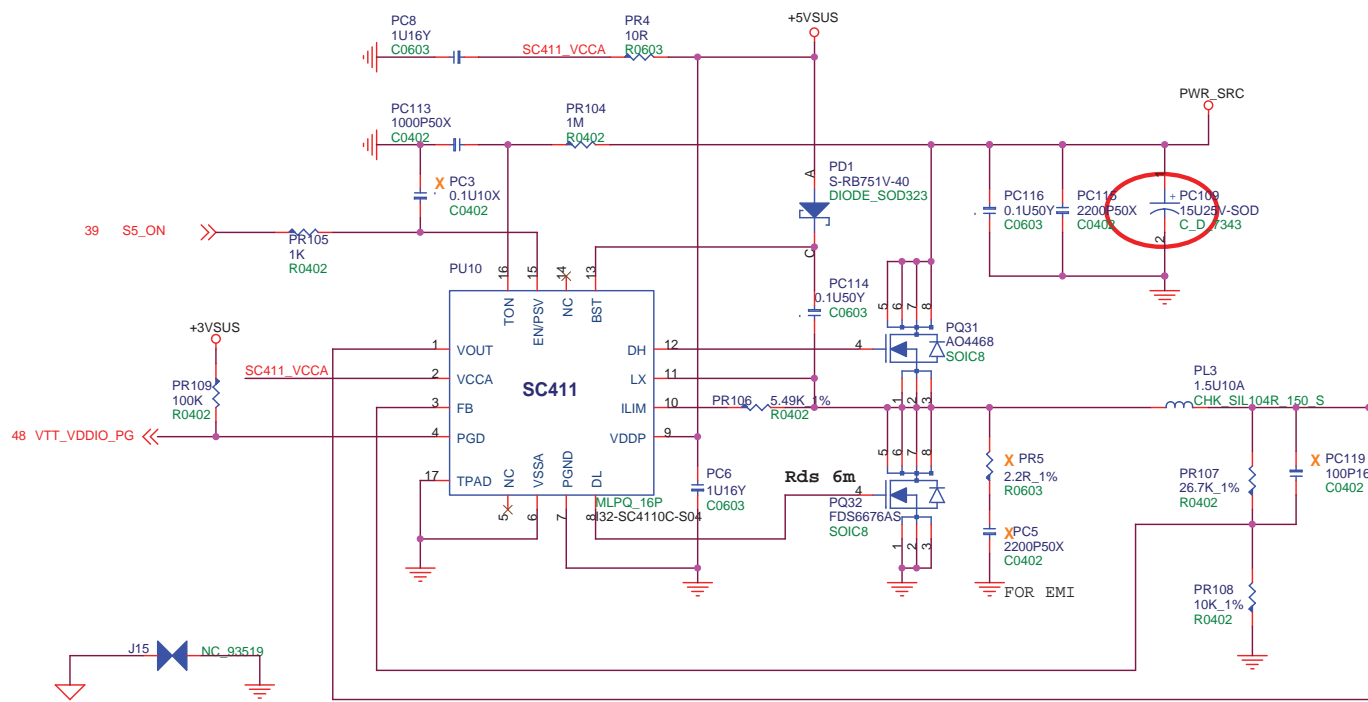 +5VSUS
PC8
1U16Y
C0603
SC411_VCCA
PR4
10R
R0603
PWR_SRC
PC113
1000P50X
C0402
PR104
1M
R0402
X PC3
0.1U10X
C0402
A
PD1
S-RB751V-40
DIODE_SOD323
C
PC116
0.1U50Y
C0603
PC115
2200P50X
C0402
1
+
2
PC109
15U25V-SOD
C_D_7343
39 S5_ON
PR105
1K
R0402
PU10
16
15
14
13
TON
EN/PSV
NC
BST
PC114
0.1U50Y
C0603
5
6
7
8
PQ31
AO4468
SOIC8
4
1
2
3
+3VSUS
PR109
100K
R0402
SC411_VCCA
48 VTT_VDDIO_PG
1 VOUT
2 VCCA
3 FB
4 PGD
17 TPAD
SC411
DH 12
LX 11
ILIM 10
VDDP 9
NC
VSSA
PGND
DL
5
6
7
8
MLPQ_16P
I32-SC4110C-S04
PR106
5.49K_1%
R0402
PL3
1.5U10A
CHK_SIL104R_150_S
PC6
1U16Y
C0603
Rds 6m
5
6
7
8
4
PQ32
FDS6676AS
SOIC8
1
2
3
X PR5
2.2R_1%
R0603
X PC5
2200P50X
C0402
FOR EMI
PR107
26.7K_1%
R0402
X PC119
100P16
C0402
PR108
10K_1%
R0402
J15
NC_93519